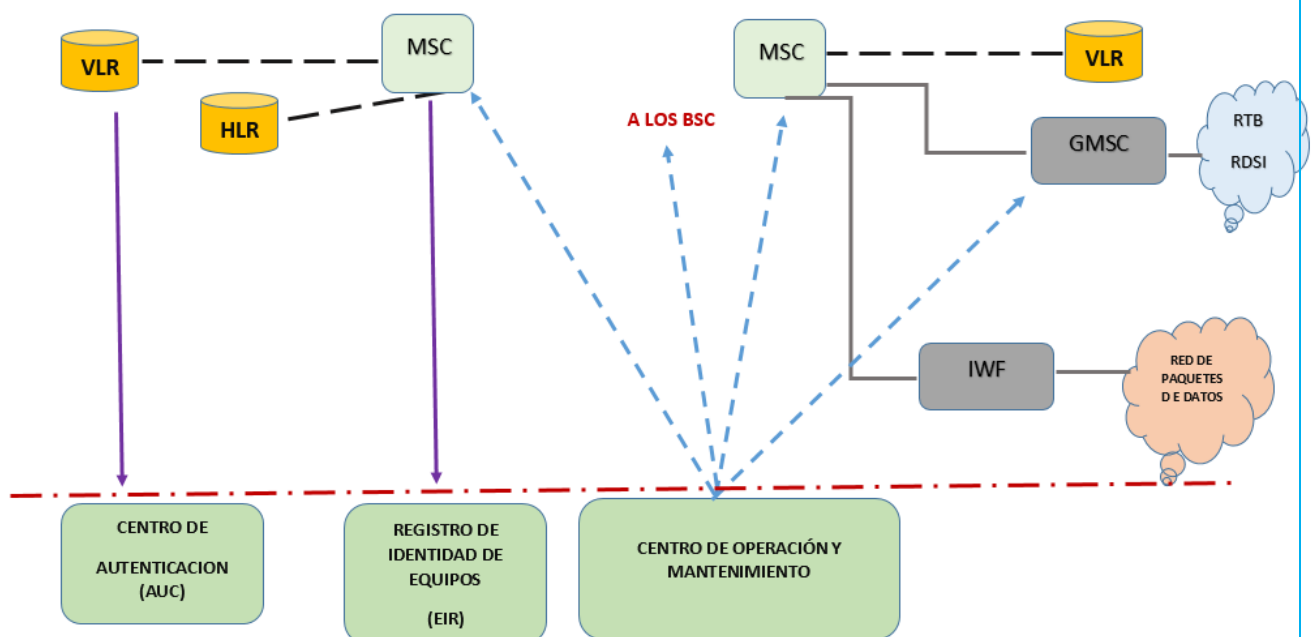 VLR
MSC
HLR
MSC
VLR
A LOS BSC
GMSC
RTB
RDSI
IWF
RED DE
PAQUETES
D E DATOS
CENTRO DE
AUTENTICACION
(AUC)
REGISTRO DE
IDENTIDAD DE
EQUIPOS
(EIR)
CENTRO DE OPERACIÓN Y
MANTENIMIENTO